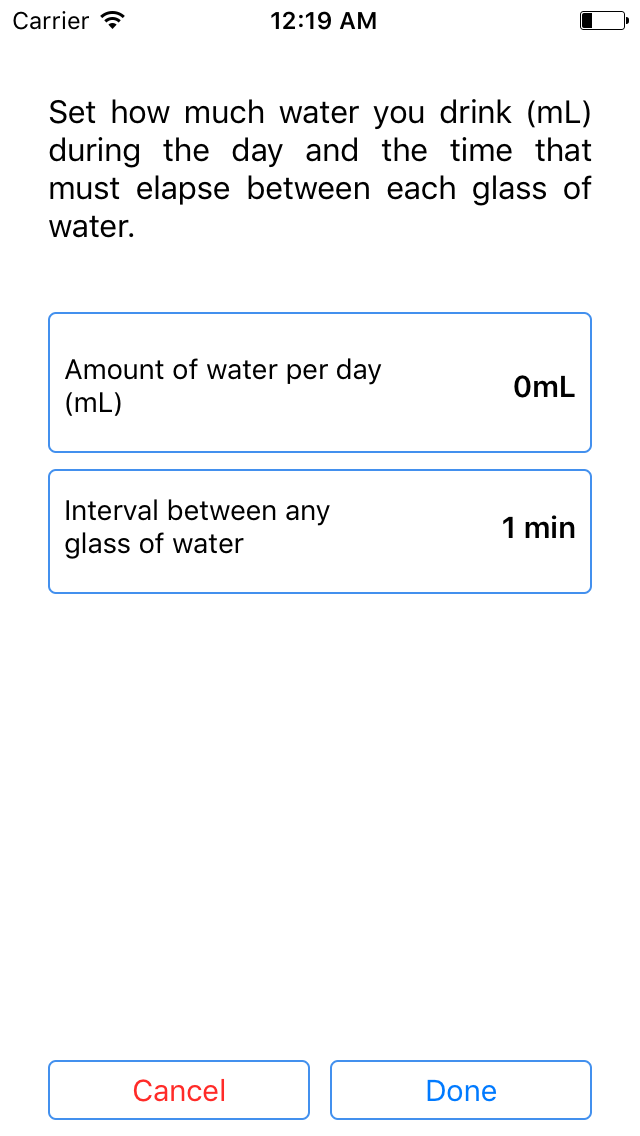 Carrier 12:19 AM
Set how much water you drink (mL)
during the day and the time that
must elapse between each glass of
water.
Amount of water per day
(mL)
0mL
Interval between any
glass of water
1 min
Cancel Done